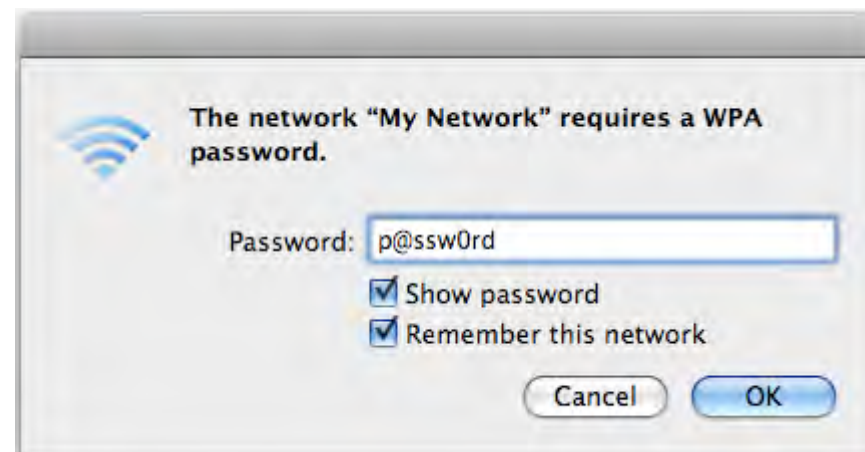 The network “My Network” requires a WPA
password.
Password: p@ssw0rd
Show password
Remember this network
Cancel OK